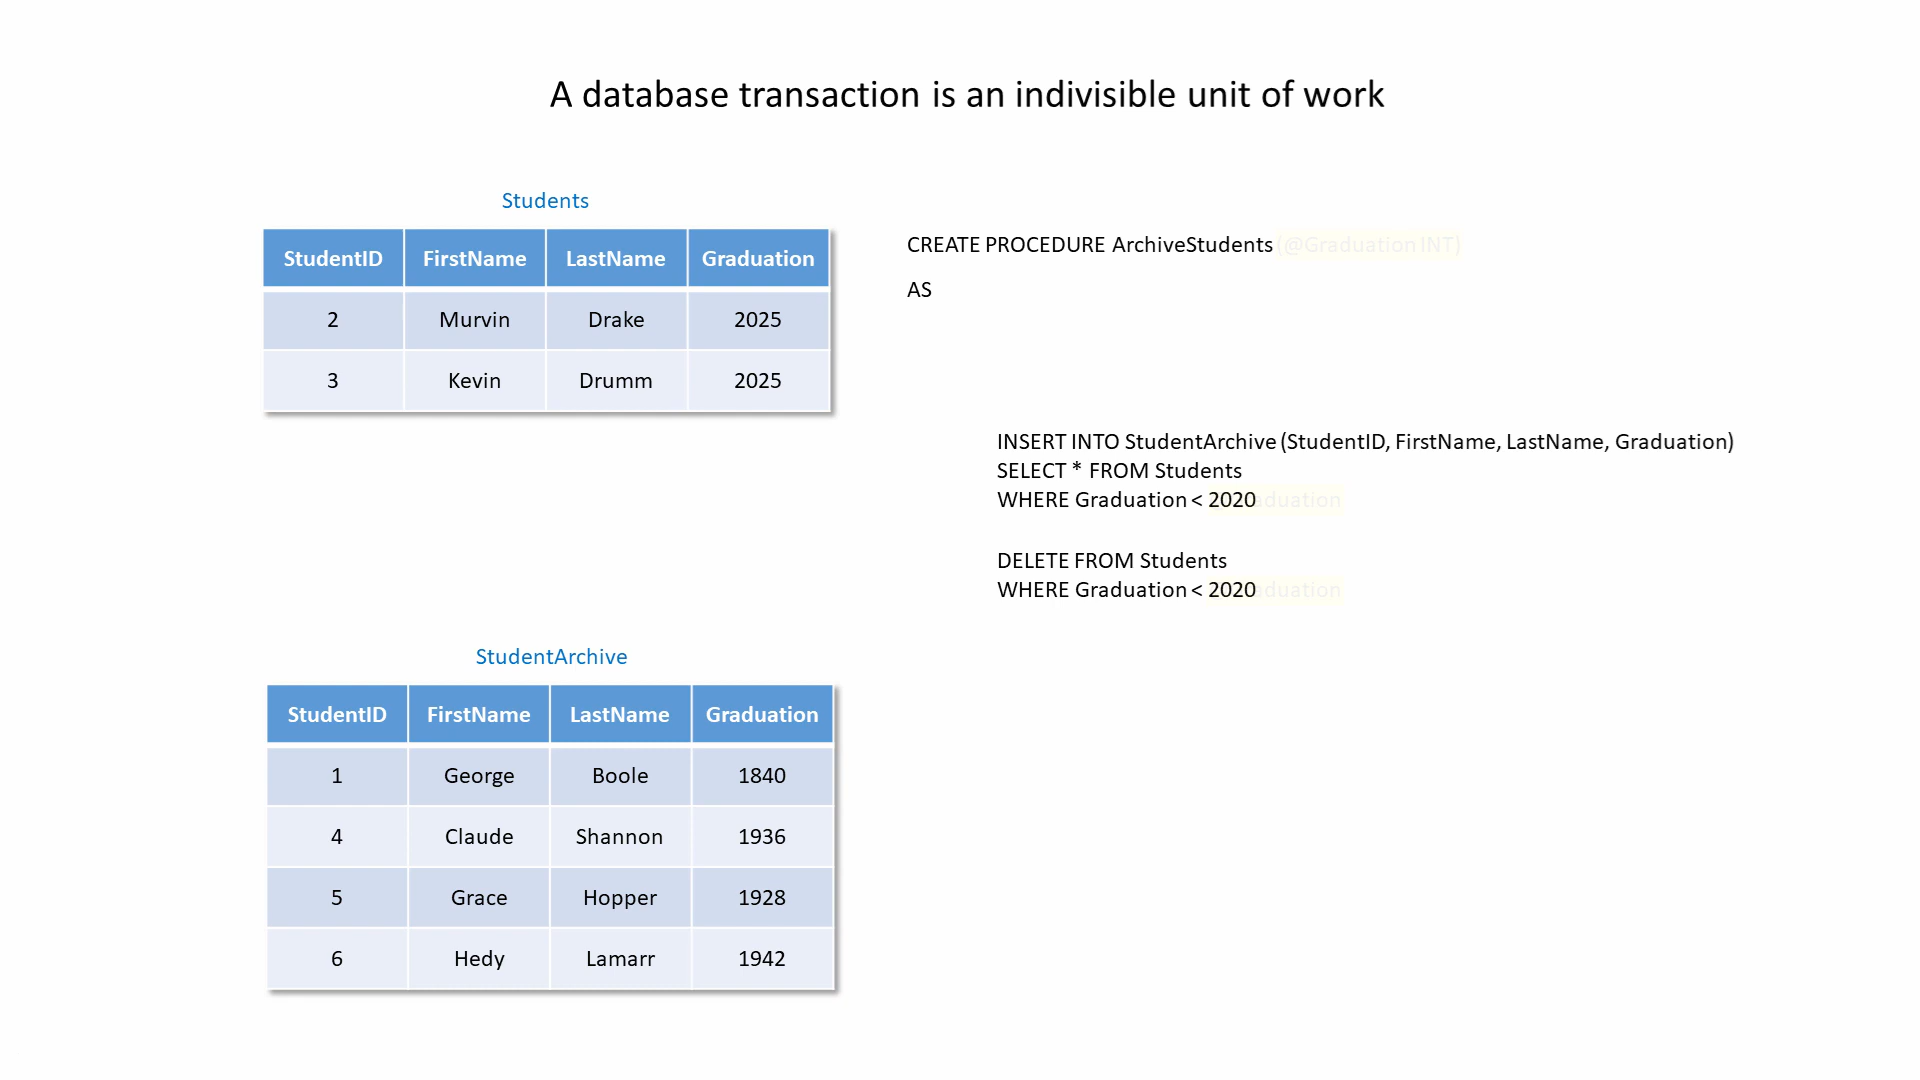 A database transaction is an indivisible unit of work
Students
StudentID FirstName LastName Graduation
2 Murvin Drake 2025
3 Kevin Drumm 2025
CREATE PROCEDURE ArchiveStudents (@Graduation INT)
AS
INSERT INTO StudentArchive (StudentID, FirstName, LastName, Graduation)
SELECT * FROM Students
WHERE Graduation < 2020
DELETE FROM Students
WHERE Graduation < 2020
StudentArchive
StudentID FirstName LastName Graduation
1 George Boole 1840
4 Claude Shannon 1936
5 Grace Hopper 1928
6 Hedy Lamarr 1942